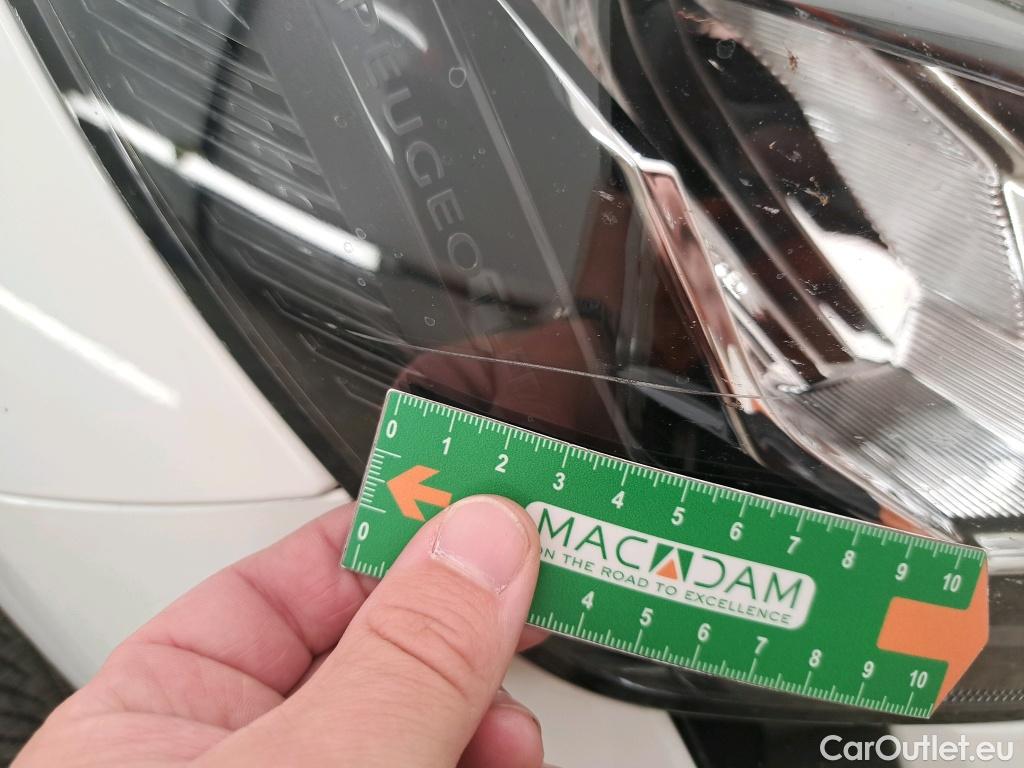 PEUGEOT
0 1 2 3 4 5 6 7 8 9 10
MACADAM
ON THE ROAD TO EXCELLENCE
0 4 5 6 7 8 9 10
CarOutlet.eu